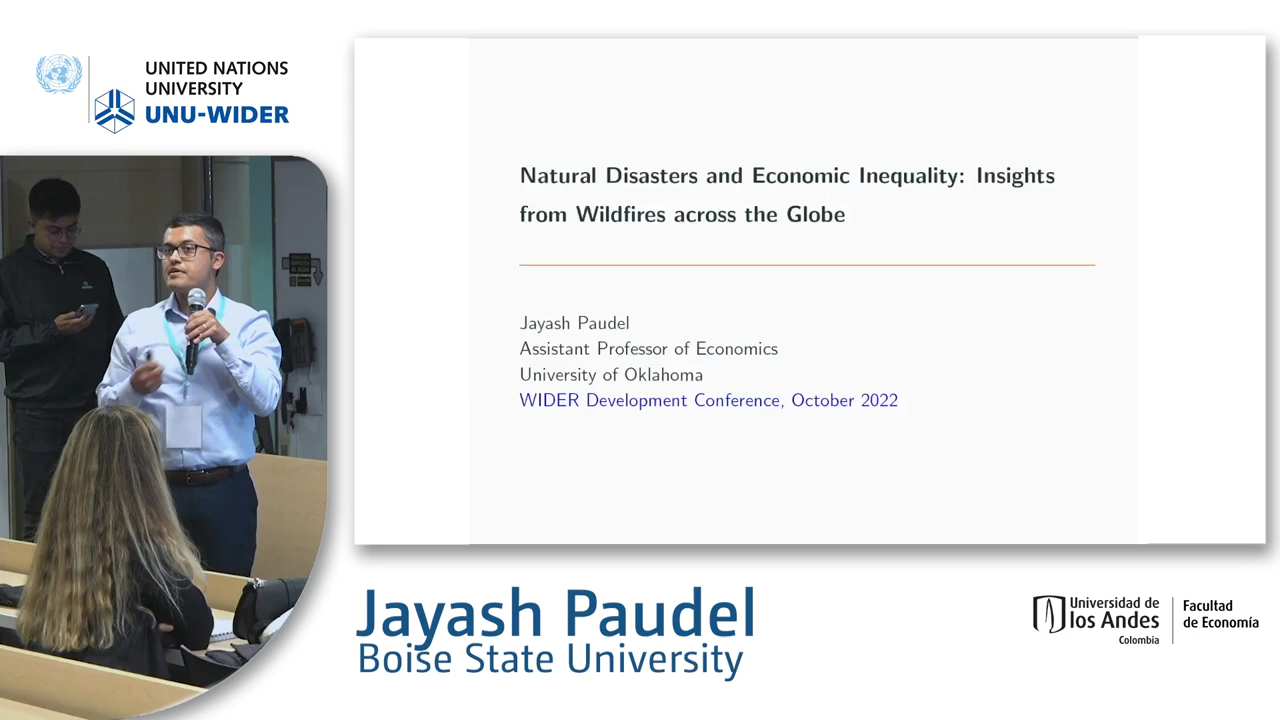 UNITED NATIONS
UNIVERSITY
UNU-WIDER
Natural Disasters and Economic Inequality: Insights
from Wildfires across the Globe
Jayash Paudel
Assistant Professor of Economics
University of Oklahoma
WIDER Development Conference, October 2022
Jayash Paudel
Boise State University
Universidad de
los Andes
Colombia
Facultad
de Economía